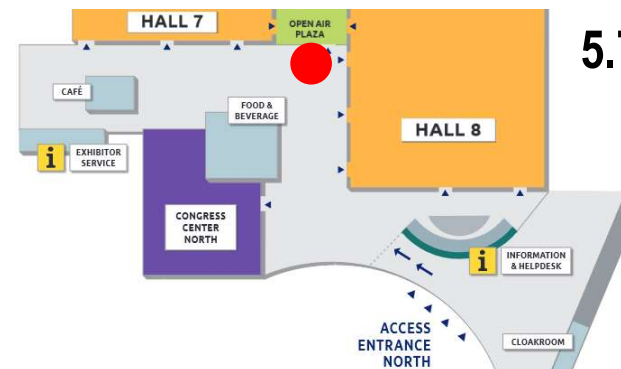 HALL 7
OPEN AIR
PLAZA
5.
CAFÉ
FOOD &
BEVERAGE
HALL 8
i
EXHIBITOR
SERVICE
CONGRESS
CENTER
NORTH
i
INFORMATION
& HELPDESK
ACCESS
ENTRANCE
NORTH
CLOAKROOM